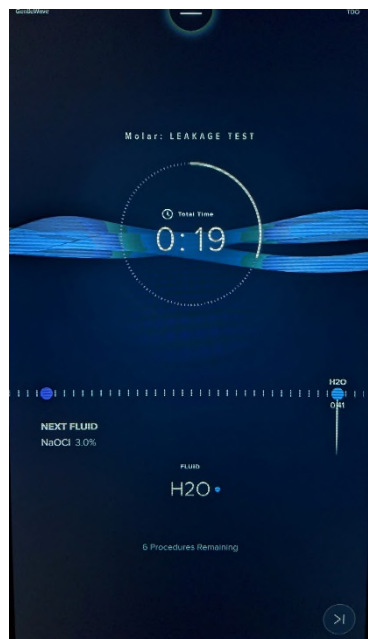 GentleWave
TDO
Molar: LEAKAGE TEST
Total Time
0:19
H2O
0:41
NEXT FLUID
NaOCl 3.0%
FLUID
H2O
6 Procedures Remaining